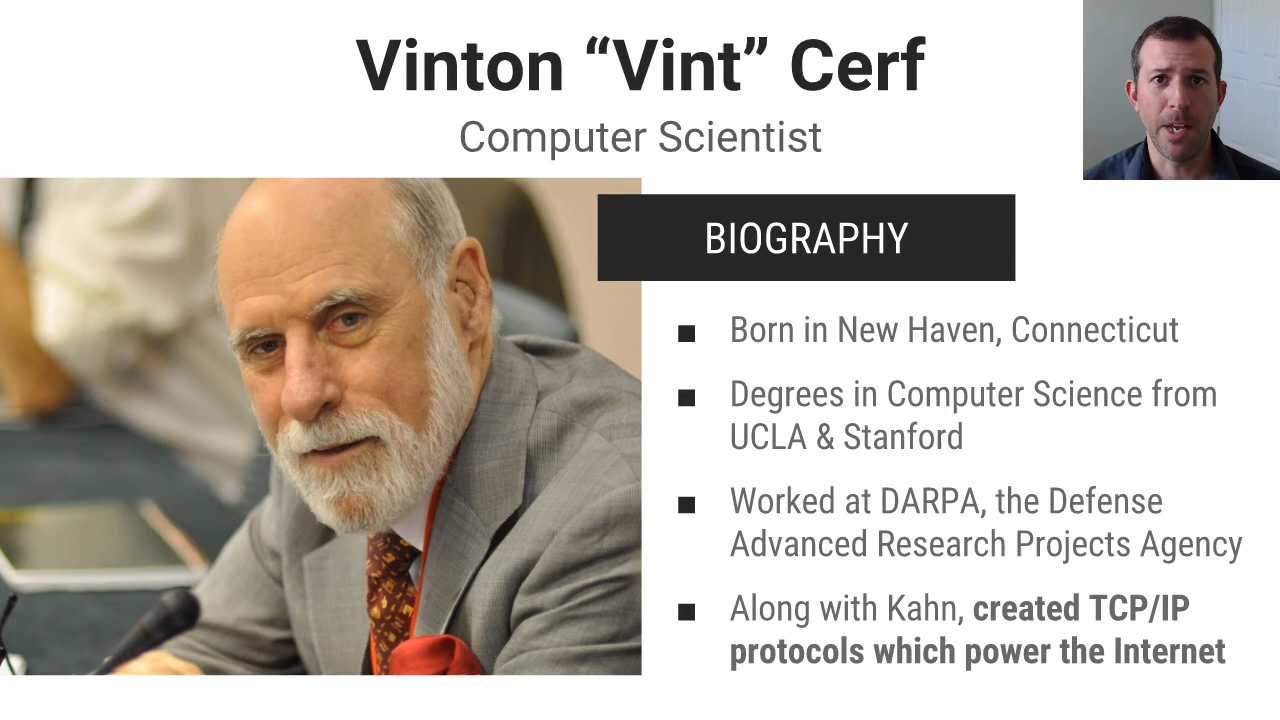 Vinton “Vint” Cerf
Computer Scientist
BIOGRAPHY
■ Born in New Haven, Connecticut
■ Degrees in Computer Science from
UCLA & Stanford
■ Worked at DARPA, the Defense
Advanced Research Projects Agency
■ Along with Kahn, created TCP/IP
protocols which power the Internet